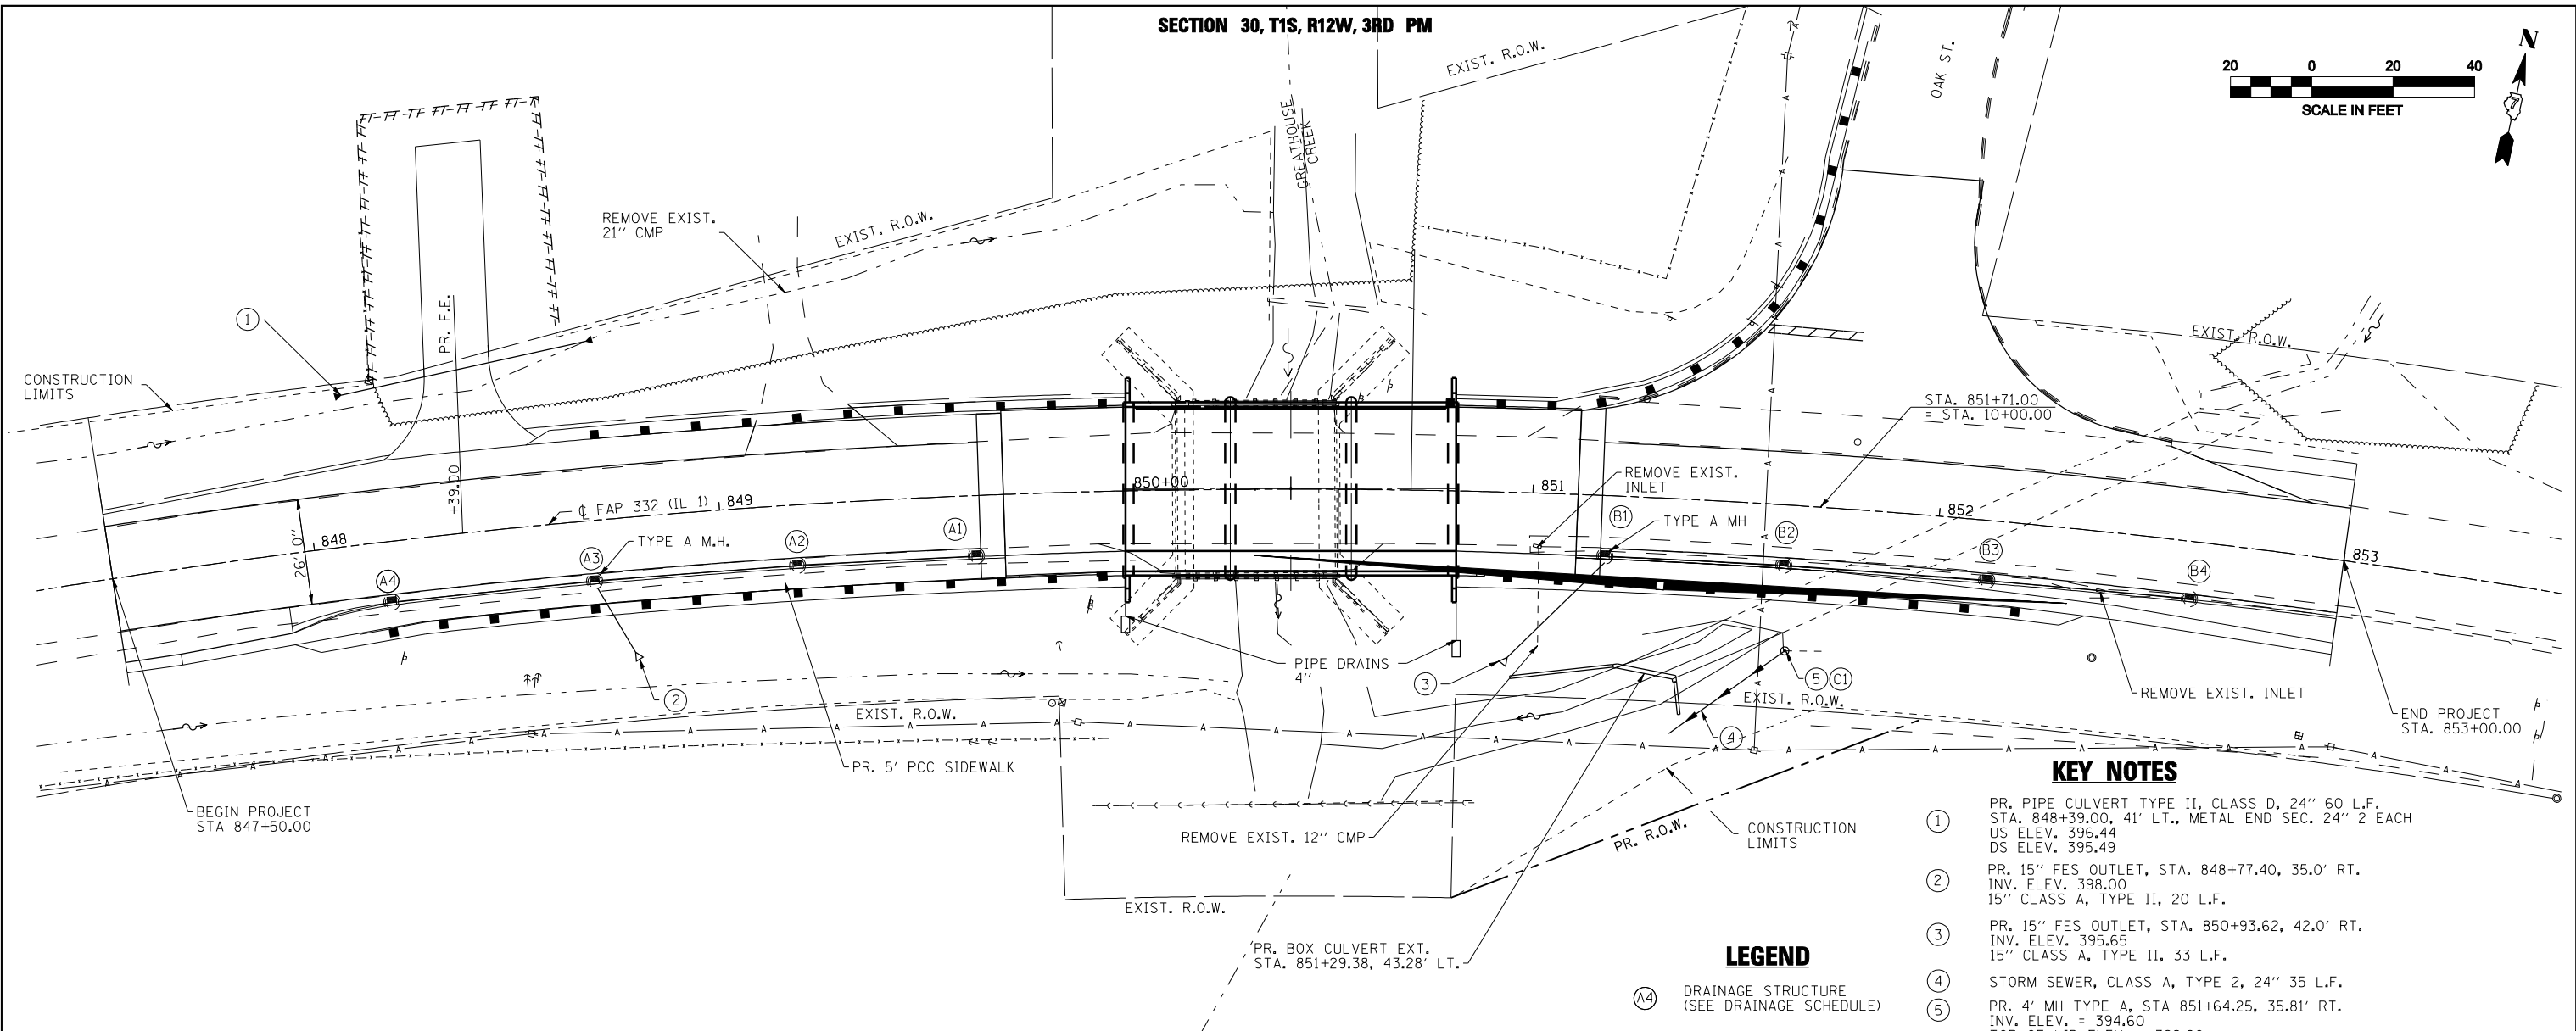 SECTION 30, T1S, R12W, 3RD PM
EXIST. R.O.W.
OAK ST.
20 0 20 40
SCALE IN FEET
N
7
GREATHOUSE
CREEK
REMOVE EXIST.
21" CMP
EXIST. R.O.W.
PR. F.E.
1
CONSTRUCTION
LIMITS
EXIST. R.O.W.
STA. 851+71.00
= STA. 10+00.00
+39.00
850+00
851
852
853
REMOVE EXIST.
INLET
℄ FAP 332 (IL 1)
849
848
26' 0"
TYPE A M.H.
A1
A2
A3
A4
B1
TYPE A MH
B2
B3
B4
PIPE DRAINS
4"
2
3
5
C1
EXIST. R.O.W.
4
REMOVE EXIST. INLET
END PROJECT
STA. 853+00.00
EXIST. R.O.W.
PR. 5' PCC SIDEWALK
BEGIN PROJECT
STA 847+50.00
REMOVE EXIST. 12" CMP
PR. R.O.W.
CONSTRUCTION
LIMITS
EXIST. R.O.W.
PR. BOX CULVERT EXT.
STA. 851+29.38, 43.28' LT.
LEGEND
A4 DRAINAGE STRUCTURE
(SEE DRAINAGE SCHEDULE)
KEY NOTES
1 PR. PIPE CULVERT TYPE II, CLASS D, 24" 60 L.F.
STA. 848+39.00, 41' LT., METAL END SEC. 24" 2 EACH
US ELEV. 396.44
DS ELEV. 395.49
2 PR. 15" FES OUTLET, STA. 848+77.40, 35.0' RT.
INV. ELEV. 398.00
15" CLASS A, TYPE II, 20 L.F.
3 PR. 15" FES OUTLET, STA. 850+93.62, 42.0' RT.
INV. ELEV. 395.65
15" CLASS A, TYPE II, 33 L.F.
4 STORM SEWER, CLASS A, TYPE 2, 24" 35 L.F.
5 PR. 4' MH TYPE A, STA 851+64.25, 35.81' RT.
INV. ELEV. = 394.60